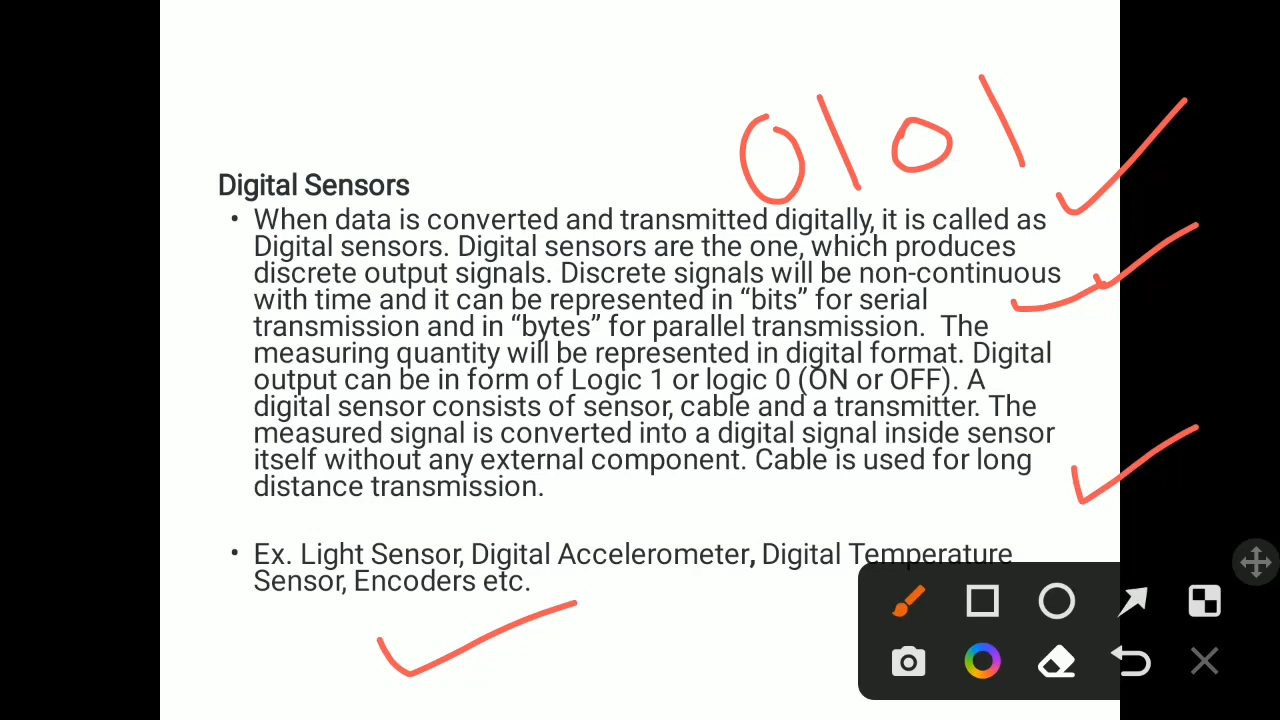 0101
Digital Sensors
• When data is converted and transmitted digitally, it is called as
Digital sensors. Digital sensors are the one, which produces
discrete output signals. Discrete signals will be non-continuous
with time and it can be represented in “bits” for serial
transmission and in “bytes” for parallel transmission.  The
measuring quantity will be represented in digital format. Digital
output can be in form of Logic 1 or logic 0 (ON or OFF). A
digital sensor consists of sensor, cable and a transmitter. The
measured signal is converted into a digital signal inside sensor
itself without any external component. Cable is used for long
distance transmission.
• Ex. Light Sensor, Digital Accelerometer, Digital Temperature
Sensor, Encoders etc.